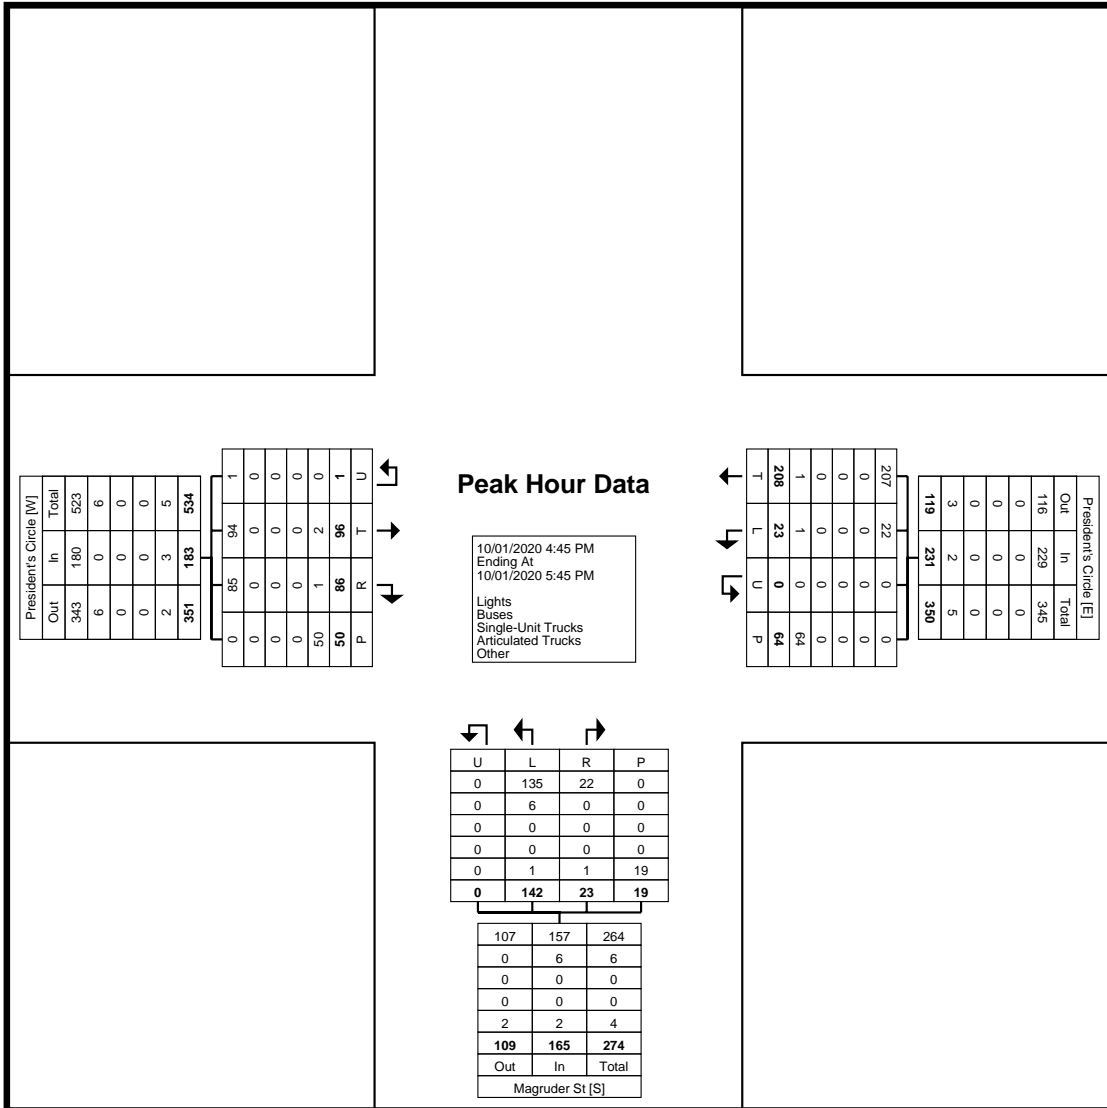 Peak Hour Data
10/01/2020 4:45 PM
Ending At
10/01/2020 5:45 PM
Lights
Buses
Single-Unit Trucks
Articulated Trucks
Other
534 183 351
5 3 2
0 0 0
0 0 0
6 0 6
523 180 343
Total In Out
President's Circle [W]
U T R P
1 96 86 50
0 2 1 50
0 0 0 0
0 0 0 0
0 0 0 0
1 94 85 0
207 22 0 0
0 0 0 0
0 0 0 0
0 0 0 0
1 1 0 64
208 23 0 64
T L U P
President's Circle [E]
Out In Total
116 229 345
0 0 0
0 0 0
0 0 0
3 2 5
119 231 350
U L R P
0 135 22 0
0 6 0 0
0 0 0 0
0 0 0 0
0 1 1 19
0 142 23 19
107 157 264
0 6 6
0 0 0
0 0 0
2 2 4
109 165 274
Out In Total
Magruder St [S]